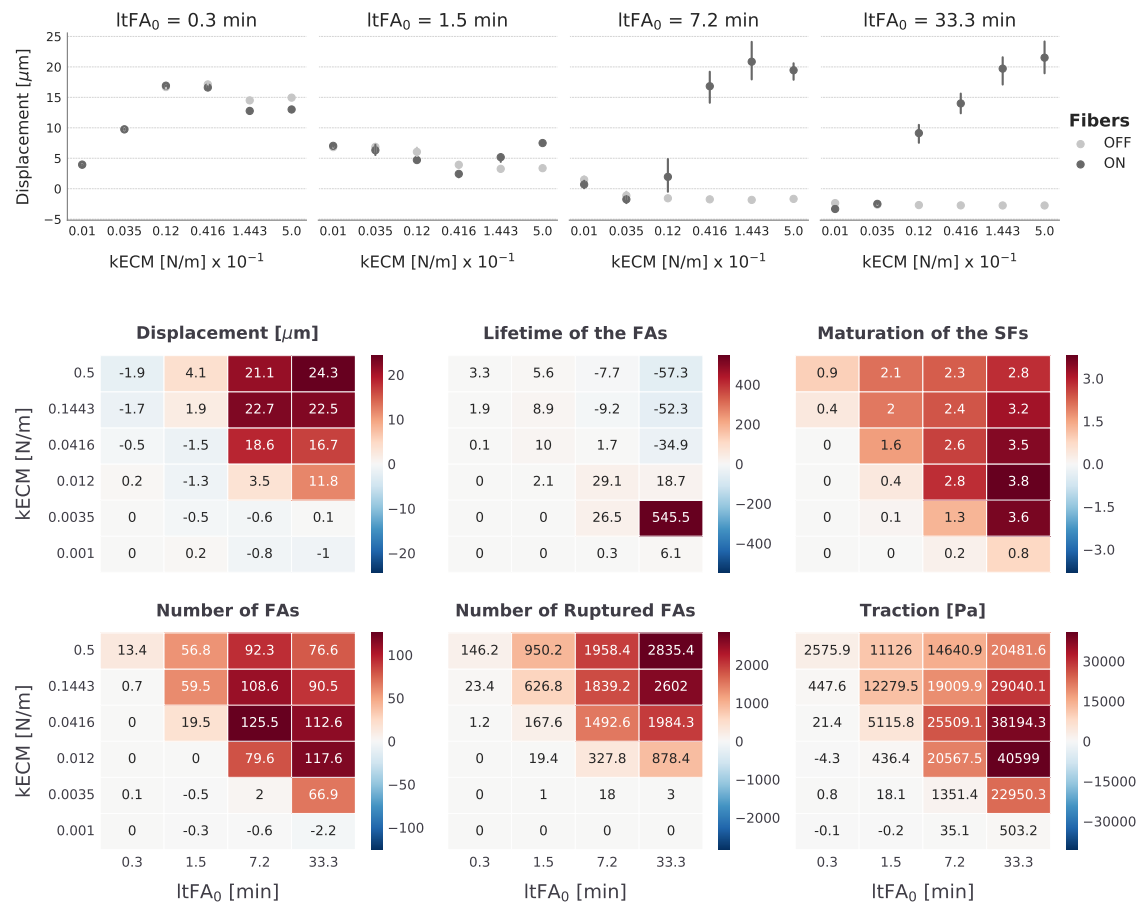 ltFA₀ = 0.3 min ltFA₀ = 1.5 min ltFA₀ = 7.2 min ltFA₀ = 33.3 min
Displacement [μm]
25
20
15
10
5
0
−5
0.01 0.035 0.12 0.416 1.443 5.0 0.01 0.035 0.12 0.416 1.443 5.0 0.01 0.035 0.12 0.416 1.443 5.0 0.01 0.035 0.12 0.416 1.443 5.0
kECM [N/m] x 10⁻¹ kECM [N/m] x 10⁻¹ kECM [N/m] x 10⁻¹ kECM [N/m] x 10⁻¹
Fibers
OFF
ON
Displacement [μm]
kECM [N/m]
0.5 -1.9 4.1 21.1 24.3
0.1443 -1.7 1.9 22.7 22.5
0.0416 -0.5 -1.5 18.6 16.7
0.012 0.2 -1.3 3.5 11.8
0.0035 0 -0.5 -0.6 0.1
0.001 0 0.2 -0.8 -1
20
10
0
−10
−20
Lifetime of the FAs
3.3 5.6 -7.7 -57.3
1.9 8.9 -9.2 -52.3
0.1 10 1.7 -34.9
0 2.1 29.1 18.7
0 0 26.5 545.5
0 0 0.3 6.1
400
200
0
−200
−400
Maturation of the SFs
0.9 2.1 2.3 2.8
0.4 2 2.4 3.2
0 1.6 2.6 3.5
0 0.4 2.8 3.8
0 0.1 1.3 3.6
0 0 0.2 0.8
3.0
1.5
0.0
−1.5
−3.0
Number of FAs
kECM [N/m]
0.5 13.4 56.8 92.3 76.6
0.1443 0.7 59.5 108.6 90.5
0.0416 0 19.5 125.5 112.6
0.012 0 0 79.6 117.6
0.0035 0.1 -0.5 2 66.9
0.001 0 -0.3 -0.6 -2.2
0.3 1.5 7.2 33.3
ltFA₀ [min]
100
50
0
−50
−100
Number of Ruptured FAs
146.2 950.2 1958.4 2835.4
23.4 626.8 1839.2 2602
1.2 167.6 1492.6 1984.3
0 19.4 327.8 878.4
0 1 18 3
0 0 0 0
0.3 1.5 7.2 33.3
ltFA₀ [min]
2000
1000
0
−1000
−2000
Traction [Pa]
2575.9 11126 14640.9 20481.6
447.6 12279.5 19009.9 29040.1
21.4 5115.8 25509.1 38194.3
-4.3 436.4 20567.5 40599
0.8 18.1 1351.4 22950.3
-0.1 -0.2 35.1 503.2
0.3 1.5 7.2 33.3
ltFA₀ [min]
30000
15000
0
−15000
−30000